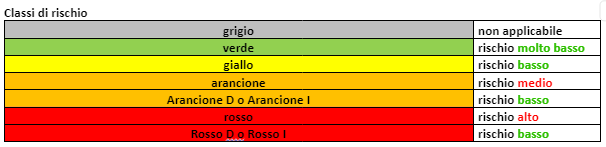 Classi di rischio
grigio non applicabile
verde rischio molto basso
giallo rischio basso
arancione rischio medio
Arancione D o Arancione I rischio basso
rosso rischio alto
Rosso D o Rosso I rischio basso